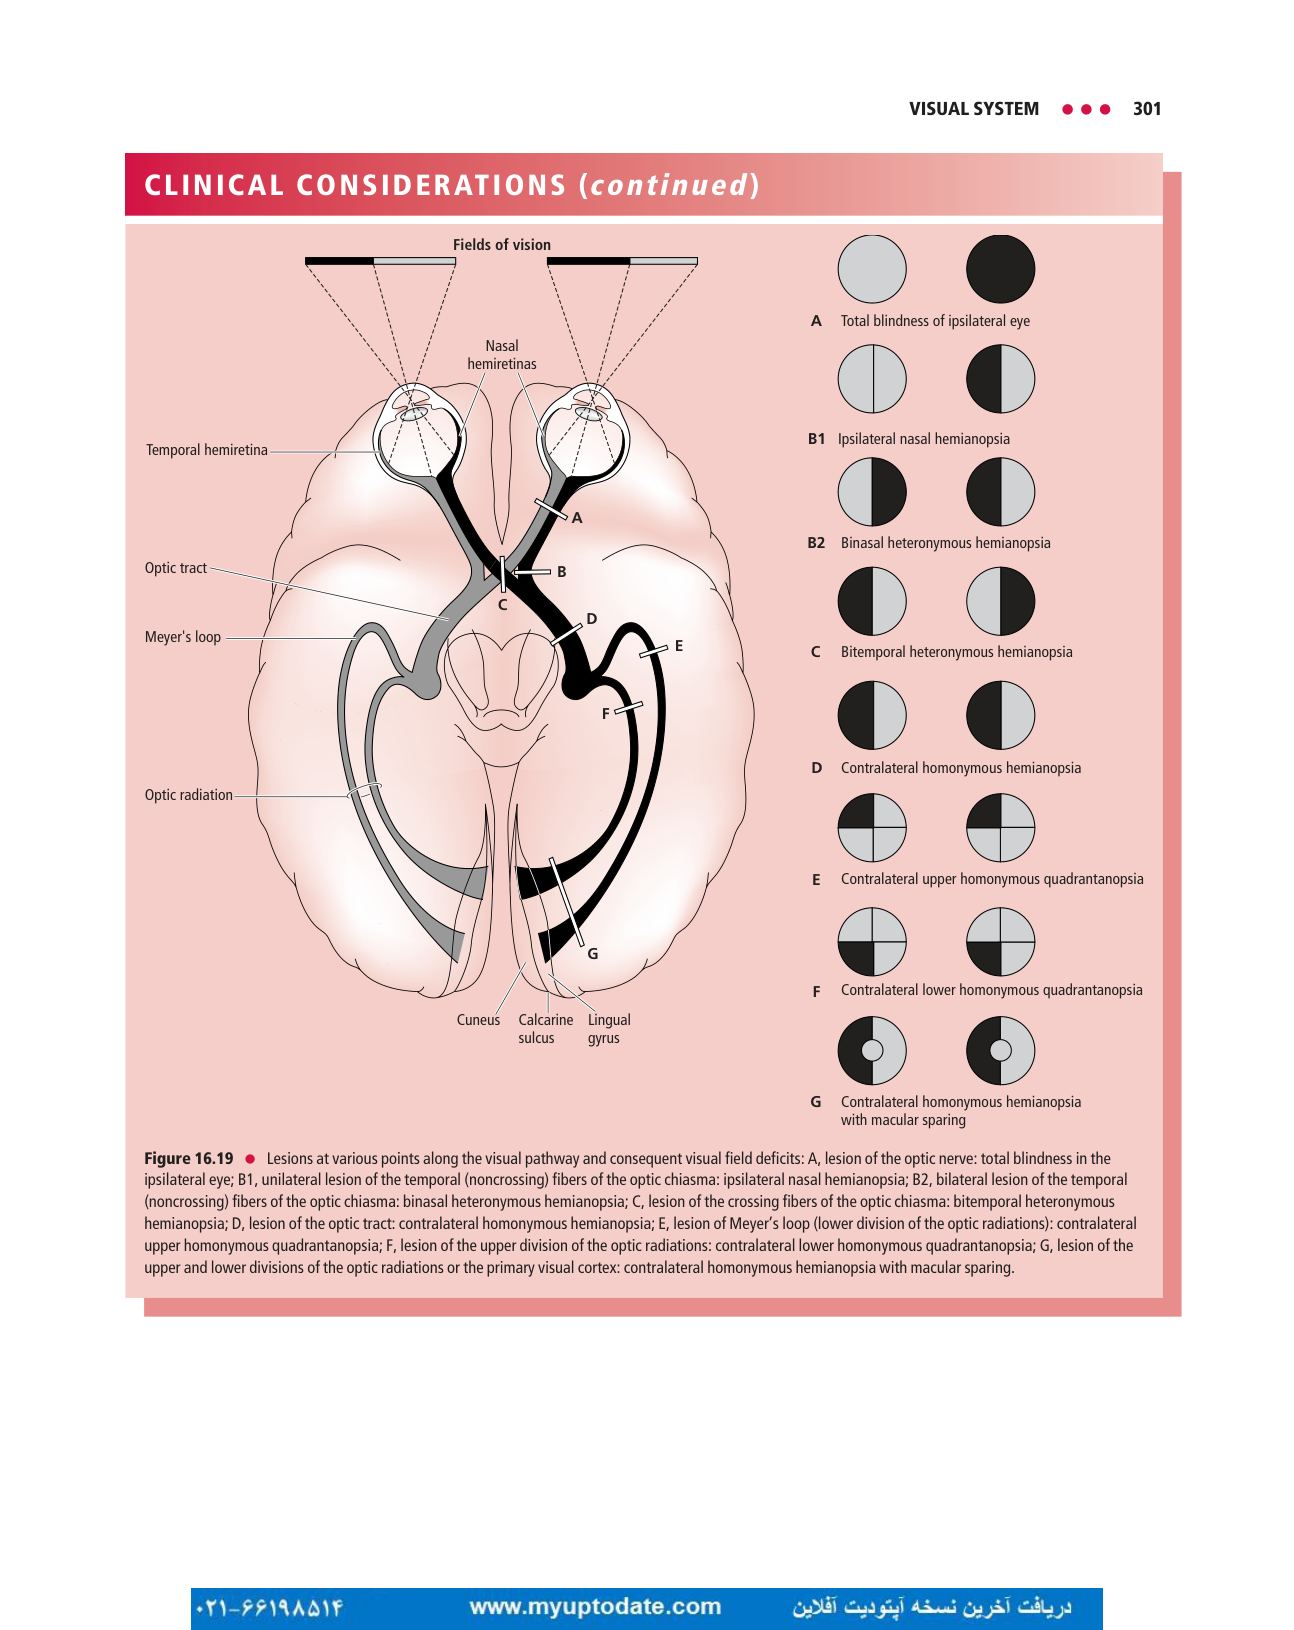 VISUAL SYSTEM ● ● ● 301
CLINICAL CONSIDERATIONS (continued)
Fields of vision
Nasal
hemiretinas
Temporal hemiretina
A
Optic tract
B
C
D
Meyer's loop
E
F
Optic radiation
G
Cuneus
Calcarine
sulcus
Lingual
gyrus
A Total blindness of ipsilateral eye
B1 Ipsilateral nasal hemianopsia
B2 Binasal heteronymous hemianopsia
C Bitemporal heteronymous hemianopsia
D Contralateral homonymous hemianopsia
E Contralateral upper homonymous quadrantanopsia
F Contralateral lower homonymous quadrantanopsia
G Contralateral homonymous hemianopsia
with macular sparing
Figure 16.19 ● Lesions at various points along the visual pathway and consequent visual field deficits: A, lesion of the optic nerve: total blindness in the
ipsilateral eye; B1, unilateral lesion of the temporal (noncrossing) fibers of the optic chiasma: ipsilateral nasal hemianopsia; B2, bilateral lesion of the temporal
(noncrossing) fibers of the optic chiasma: binasal heteronymous hemianopsia; C, lesion of the crossing fibers of the optic chiasma: bitemporal heteronymous
hemianopsia; D, lesion of the optic tract: contralateral homonymous hemianopsia; E, lesion of Meyer’s loop (lower division of the optic radiations): contralateral
upper homonymous quadrantanopsia; F, lesion of the upper division of the optic radiations: contralateral lower homonymous quadrantanopsia; G, lesion of the
upper and lower divisions of the optic radiations or the primary visual cortex: contralateral homonymous hemianopsia with macular sparing.
۰۲۱-۶۶۱۹۸۵۱۴ www.myuptodate.com دریافت آخرین نسخه آپتودیت آفلاین